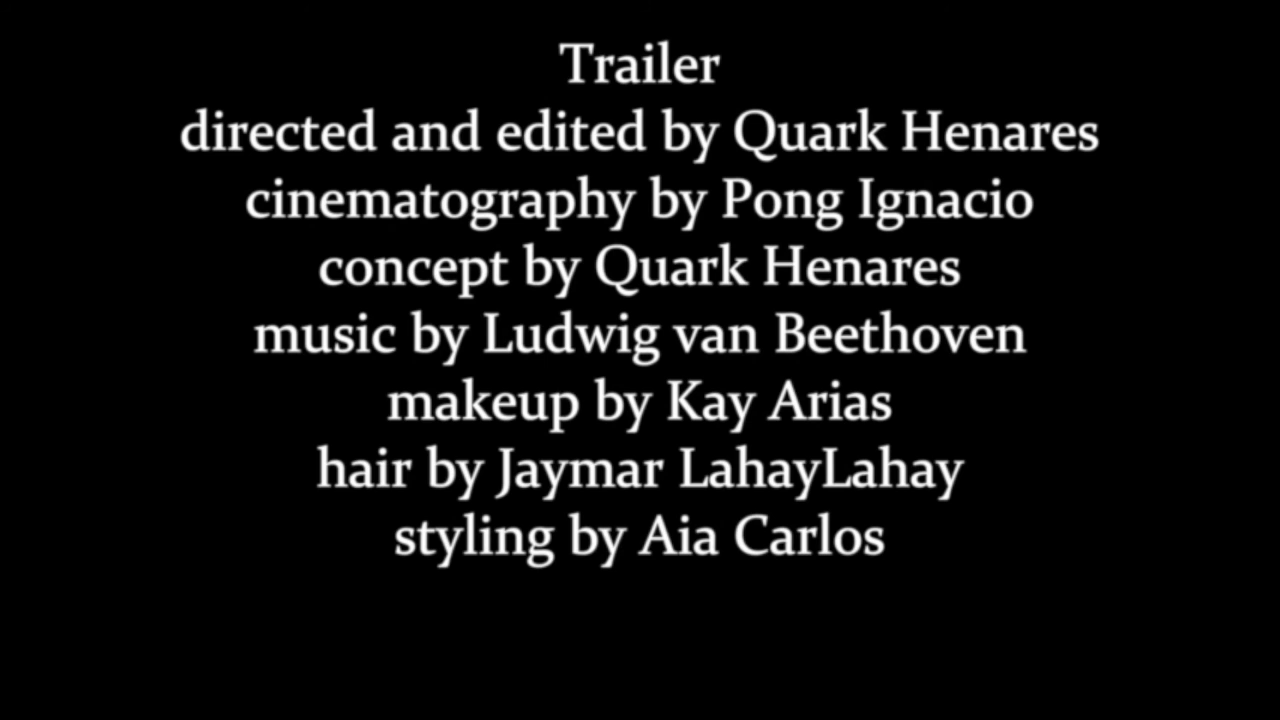 Trailer
directed and edited by Quark Henares
cinematography by Pong Ignacio
concept by Quark Henares
music by Ludwig van Beethoven
makeup by Kay Arias
hair by Jaymar LahayLahay
styling by Aia Carlos